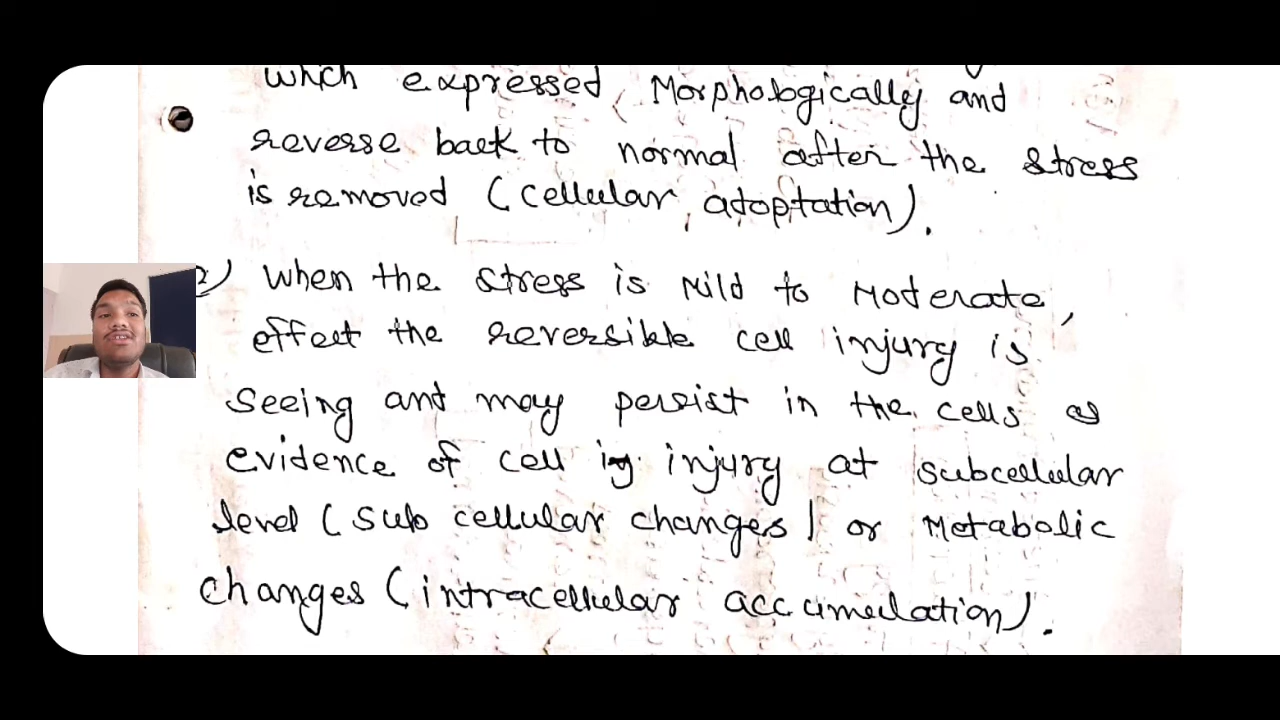 which expressed Morphologically and
reverse back to normal after the stress
is removed (cellular adoptation).
2) when the stress is Mild to Moderate,
effect the reversible cell injury is
seeing and may persist in the cells as
evidence of cell injury at subcellular
level (sub cellular changes) or Metabolic
changes (intracellular accumulation).